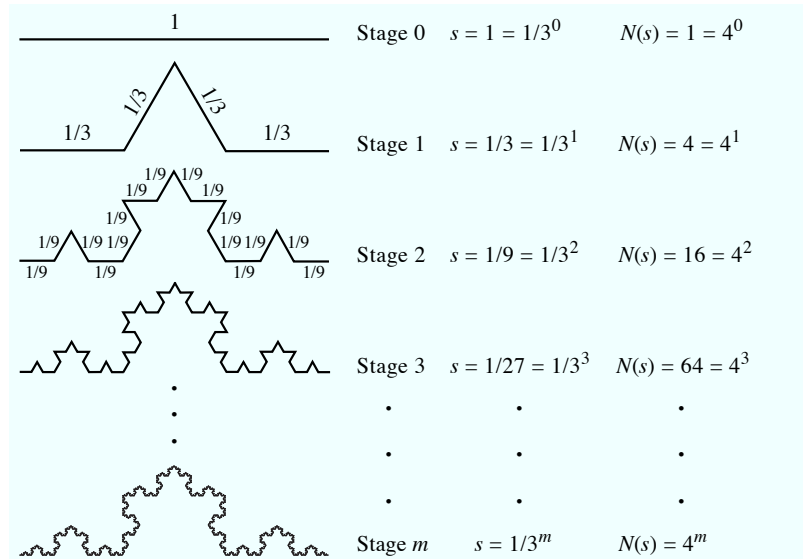 1
Stage 0 s = 1 = 1/3^0 N(s) = 1 = 4^0
1/3 1/3
1/3 1/3
Stage 1 s = 1/3 = 1/3^1 N(s) = 4 = 4^1
1/9 1/9
1/9 1/9
1/9 1/9
1/9 1/9 1/9 1/9 1/9 1/9
1/9 1/9 1/9 1/9
Stage 2 s = 1/9 = 1/3^2 N(s) = 16 = 4^2
Stage 3 s = 1/27 = 1/3^3 N(s) = 64 = 4^3
Stage m s = 1/3^m N(s) = 4^m